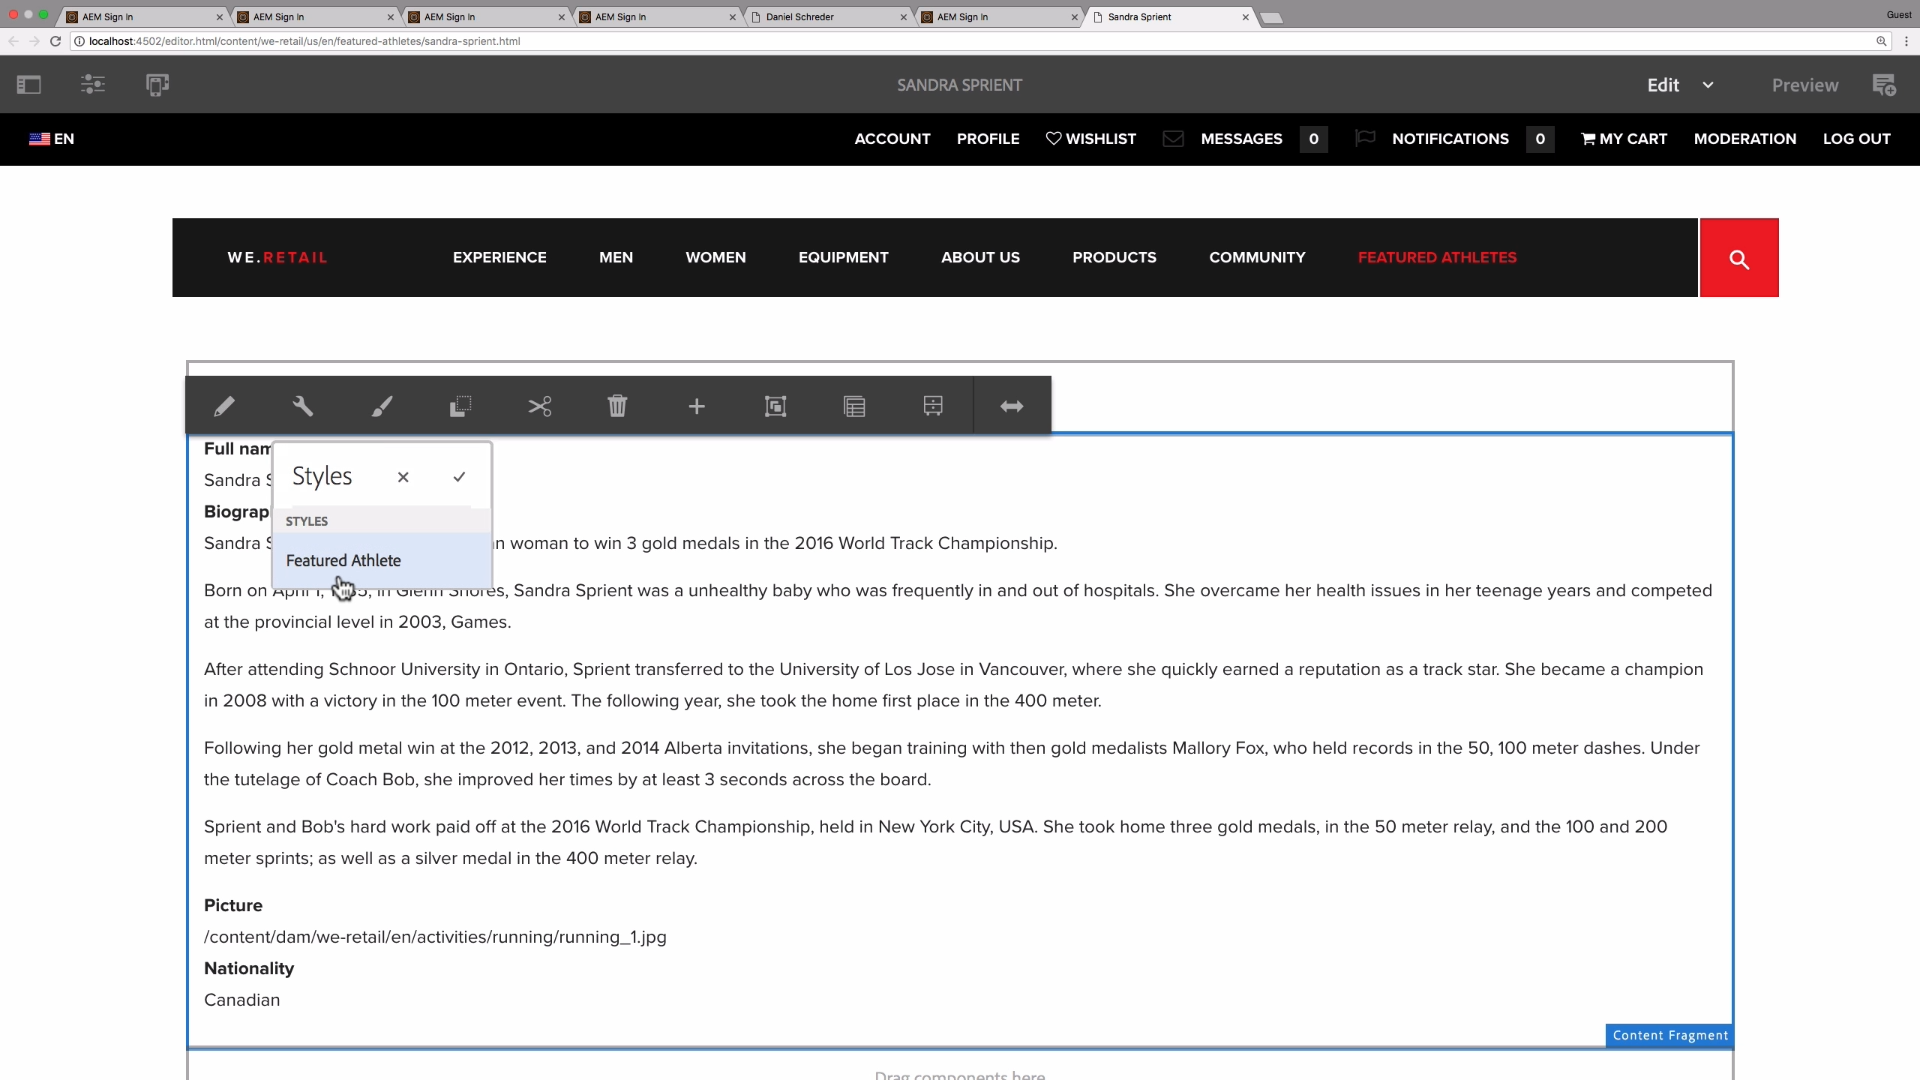 AEM Sign In
AEM Sign In
AEM Sign In
AEM Sign In
Daniel Schreder
AEM Sign In
Sandra Sprient
Guest
localhost:4502/editor.html/content/we-retail/us/en/featured-athletes/sandra-sprient.html
SANDRA SPRIENT
Edit
Preview
EN
ACCOUNT
PROFILE
WISHLIST
MESSAGES 0
NOTIFICATIONS 0
MY CART
MODERATION
LOG OUT
WE.RETAIL
EXPERIENCE
MEN
WOMEN
EQUIPMENT
ABOUT US
PRODUCTS
COMMUNITY
FEATURED ATHLETES
Full nam
Sandra S
Styles
Biograp
STYLES
Sandra S
n woman to win 3 gold medals in the 2016 World Track Championship.
Featured Athlete
Born on April 1, in Glenn Shores, Sandra Sprient was a unhealthy baby who was frequently in and out of hospitals. She overcame her health issues in her teenage years and competed
at the provincial level in 2003, Games.
After attending Schnoor University in Ontario, Sprient transferred to the University of Los Jose in Vancouver, where she quickly earned a reputation as a track star. She became a champion
in 2008 with a victory in the 100 meter event. The following year, she took the home first place in the 400 meter.
Following her gold metal win at the 2012, 2013, and 2014 Alberta invitations, she began training with then gold medalists Mallory Fox, who held records in the 50, 100 meter dashes. Under
the tutelage of Coach Bob, she improved her times by at least 3 seconds across the board.
Sprient and Bob's hard work paid off at the 2016 World Track Championship, held in New York City, USA. She took home three gold medals, in the 50 meter relay, and the 100 and 200
meter sprints; as well as a silver medal in the 400 meter relay.
Picture
/content/dam/we-retail/en/activities/running/running_1.jpg
Nationality
Canadian
Content Fragment
Drag components here